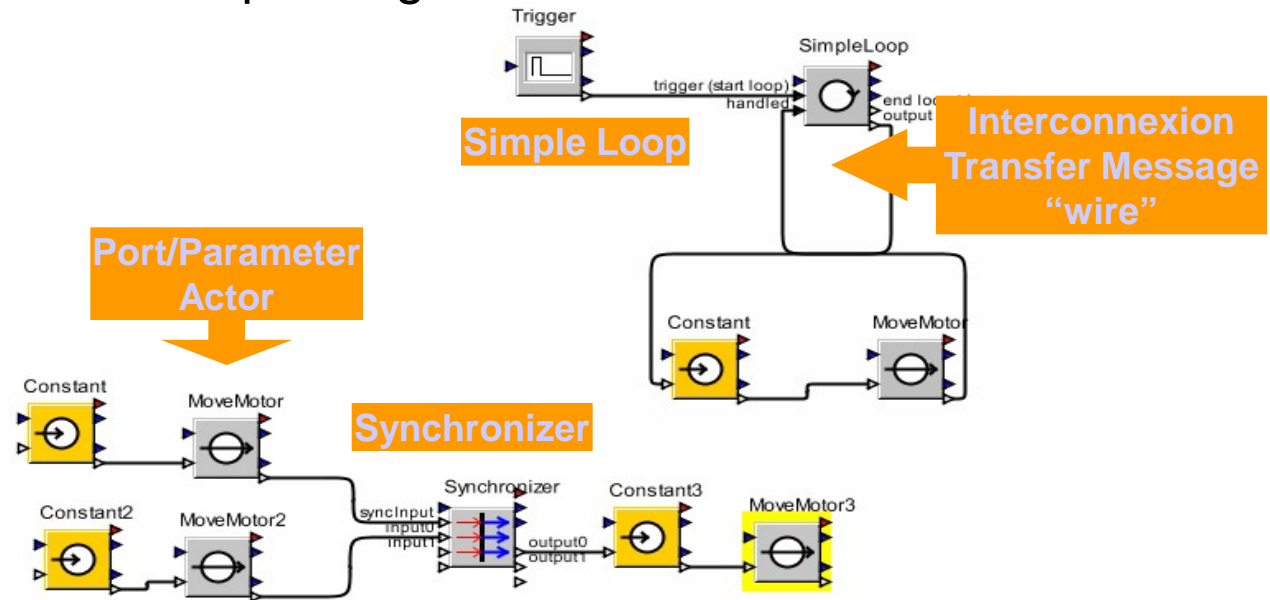 Trigger
SimpleLoop
trigger (start loop)
handled
end loo
output
Simple Loop
Interconnexion
Transfer Message
“wire”
Port/Parameter
Actor
Constant
MoveMotor
Constant
MoveMotor
Synchronizer
Constant2
MoveMotor2
syncInput
input0
input1
Synchronizer
output0
output1
Constant3
MoveMotor3